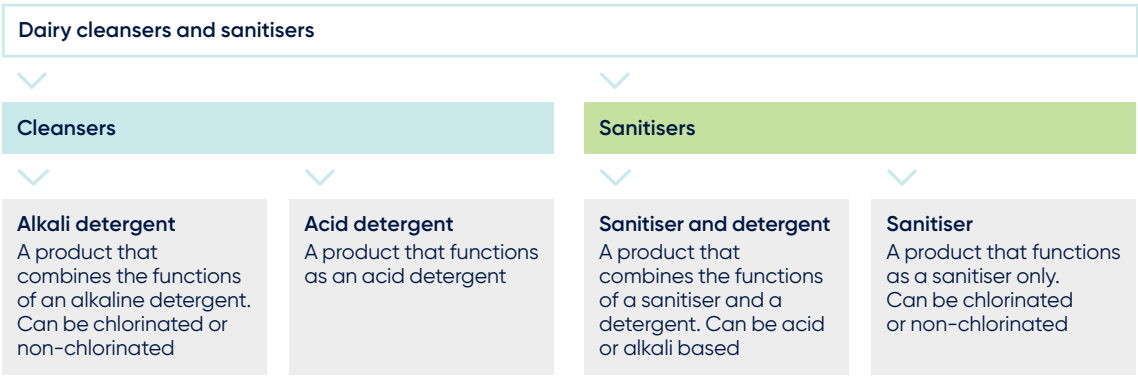 Dairy cleansers and sanitisers
Cleansers
Sanitisers
Alkali detergent
A product that
combines the functions
of an alkaline detergent.
Can be chlorinated or
non-chlorinated
Acid detergent
A product that functions
as an acid detergent
Sanitiser and detergent
A product that
combines the functions
of a sanitiser and a
detergent. Can be acid
or alkali based
Sanitiser
A product that functions
as a sanitiser only.
Can be chlorinated
or non-chlorinated